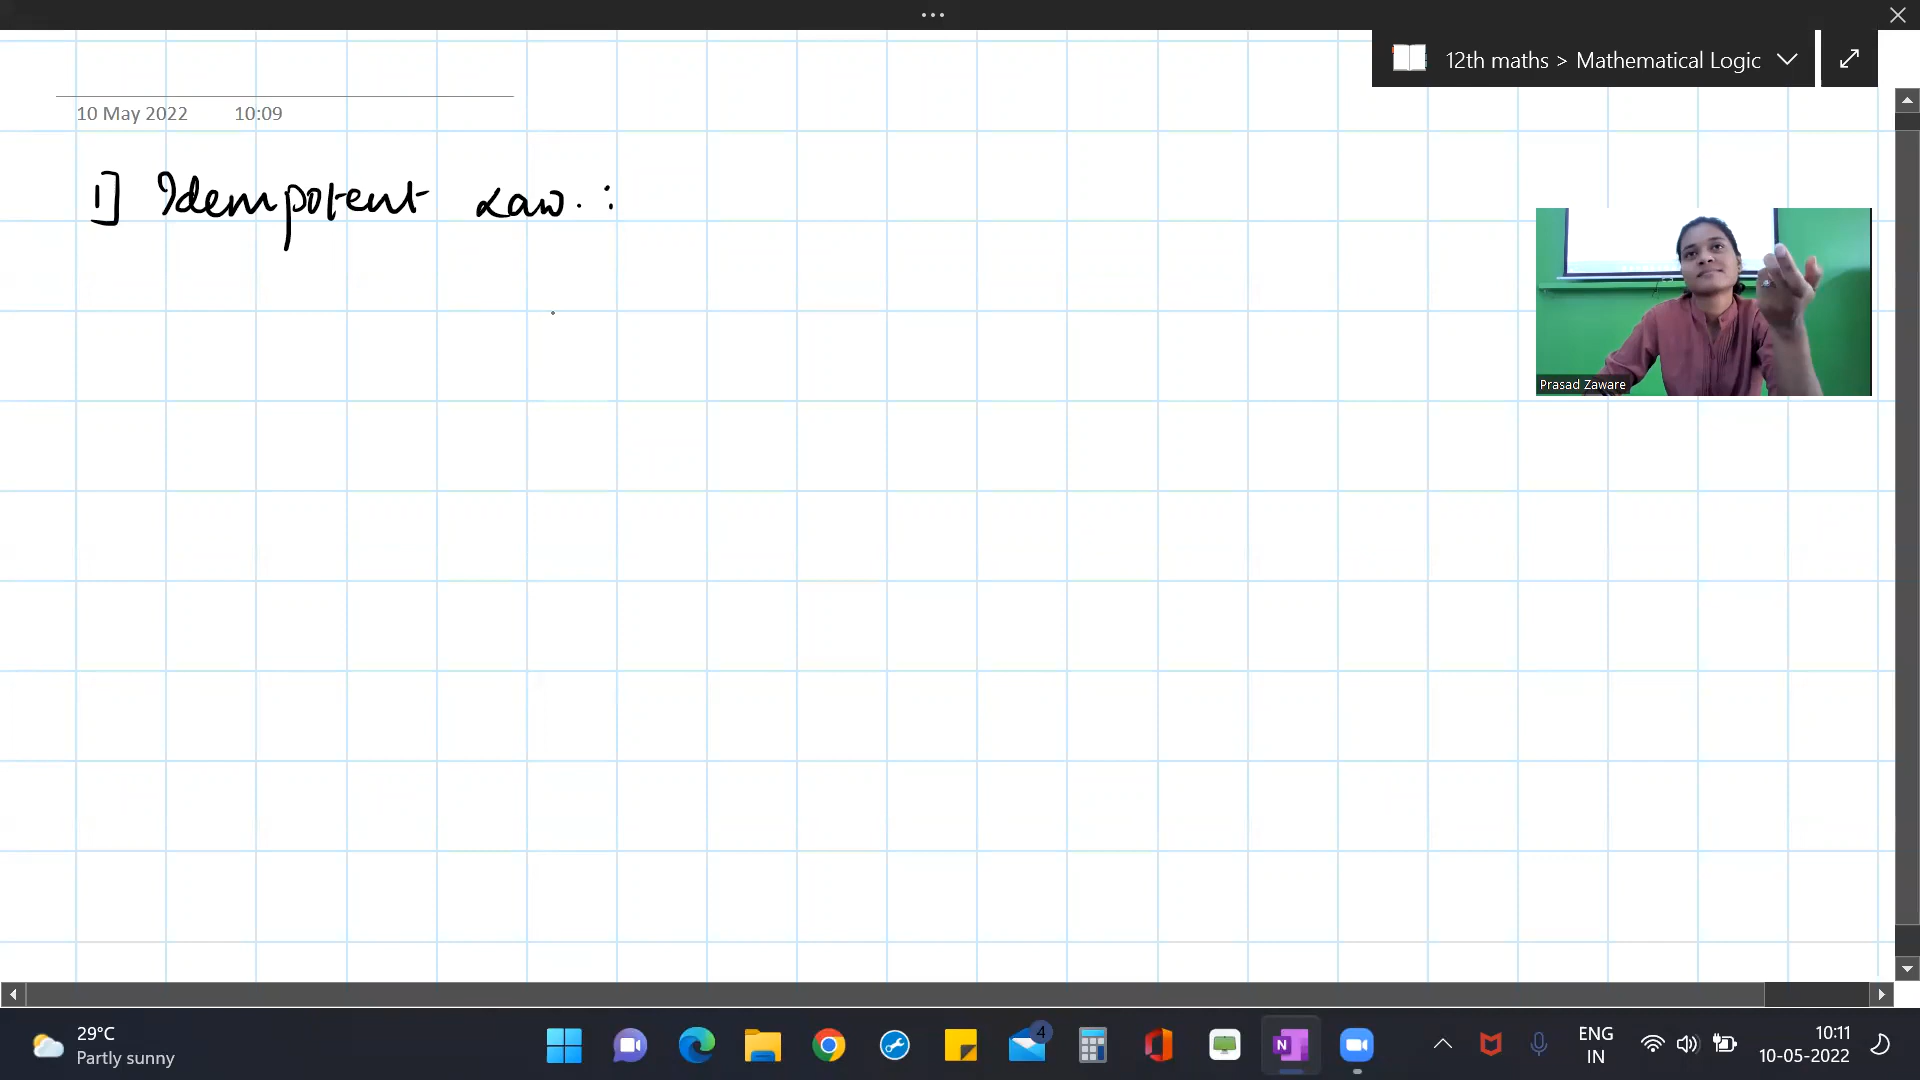 12th maths > Mathematical Logic
10 May 2022 10:09
1] Idempotent Law. :
Prasad Zaware
4
29°C
Partly sunny
N
ENG
IN
10:11
10-05-2022